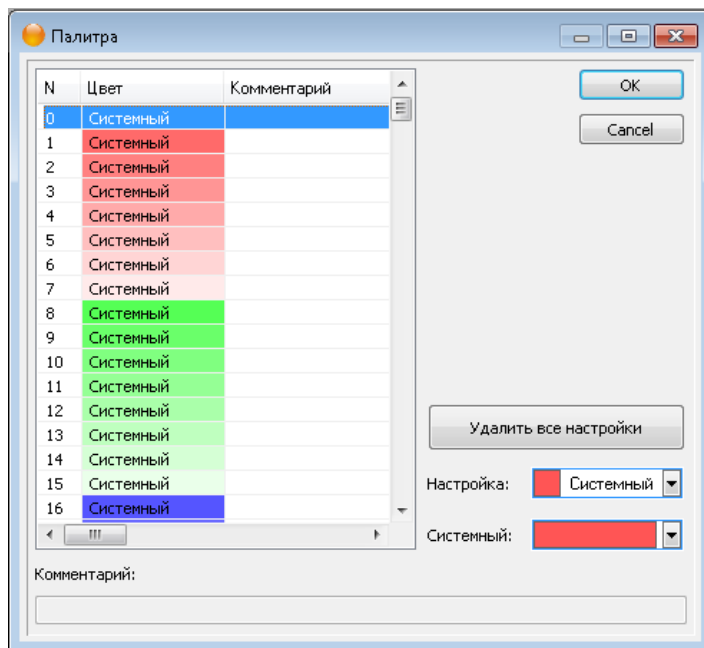 Палитра
N Цвет Комментарий
0 Системный
1 Системный
2 Системный
3 Системный
4 Системный
5 Системный
6 Системный
7 Системный
8 Системный
9 Системный
10 Системный
11 Системный
12 Системный
13 Системный
14 Системный
15 Системный
16 Системный
OK
Cancel
Удалить все настройки
Настройка: Системный
Системный:
Комментарий: